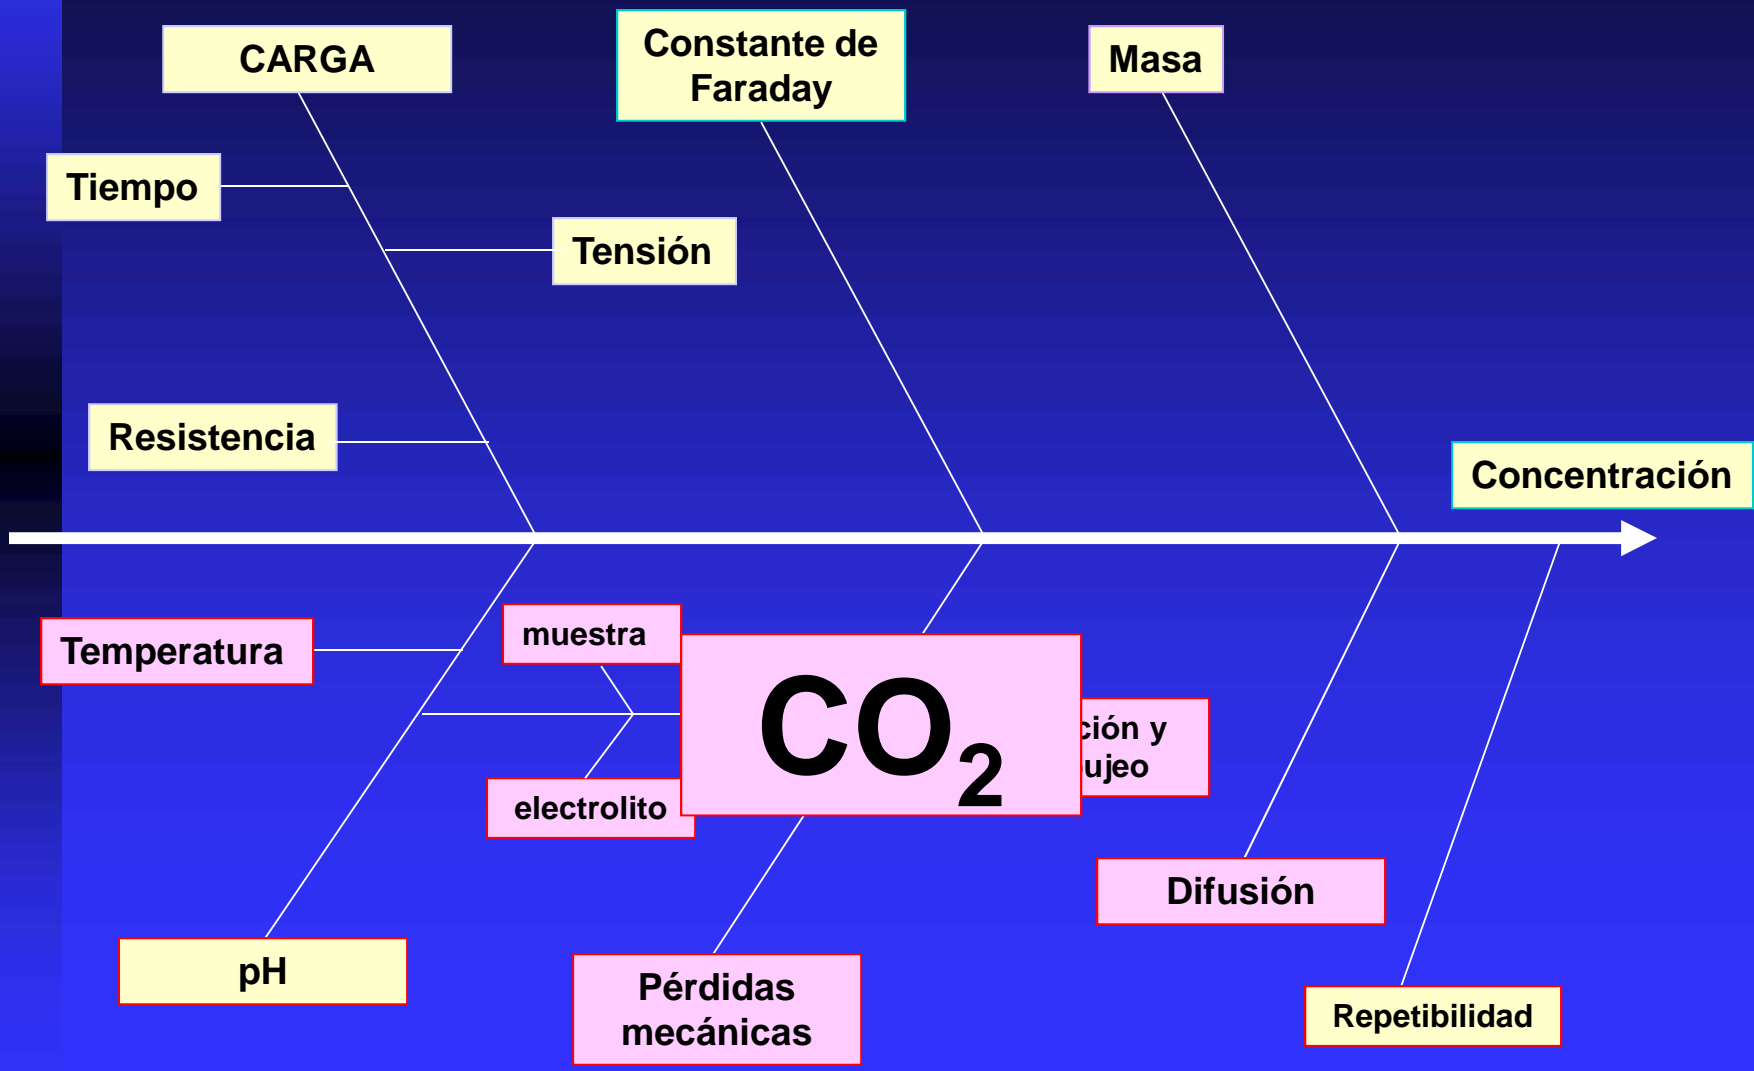 CARGA
Constante de
Faraday
Masa
Tiempo
Tensión
Resistencia
Concentración
Temperatura
muestra
CO₂
y
electrolito
Difusión
pH
Pérdidas
mecánicas
Repetibilidad